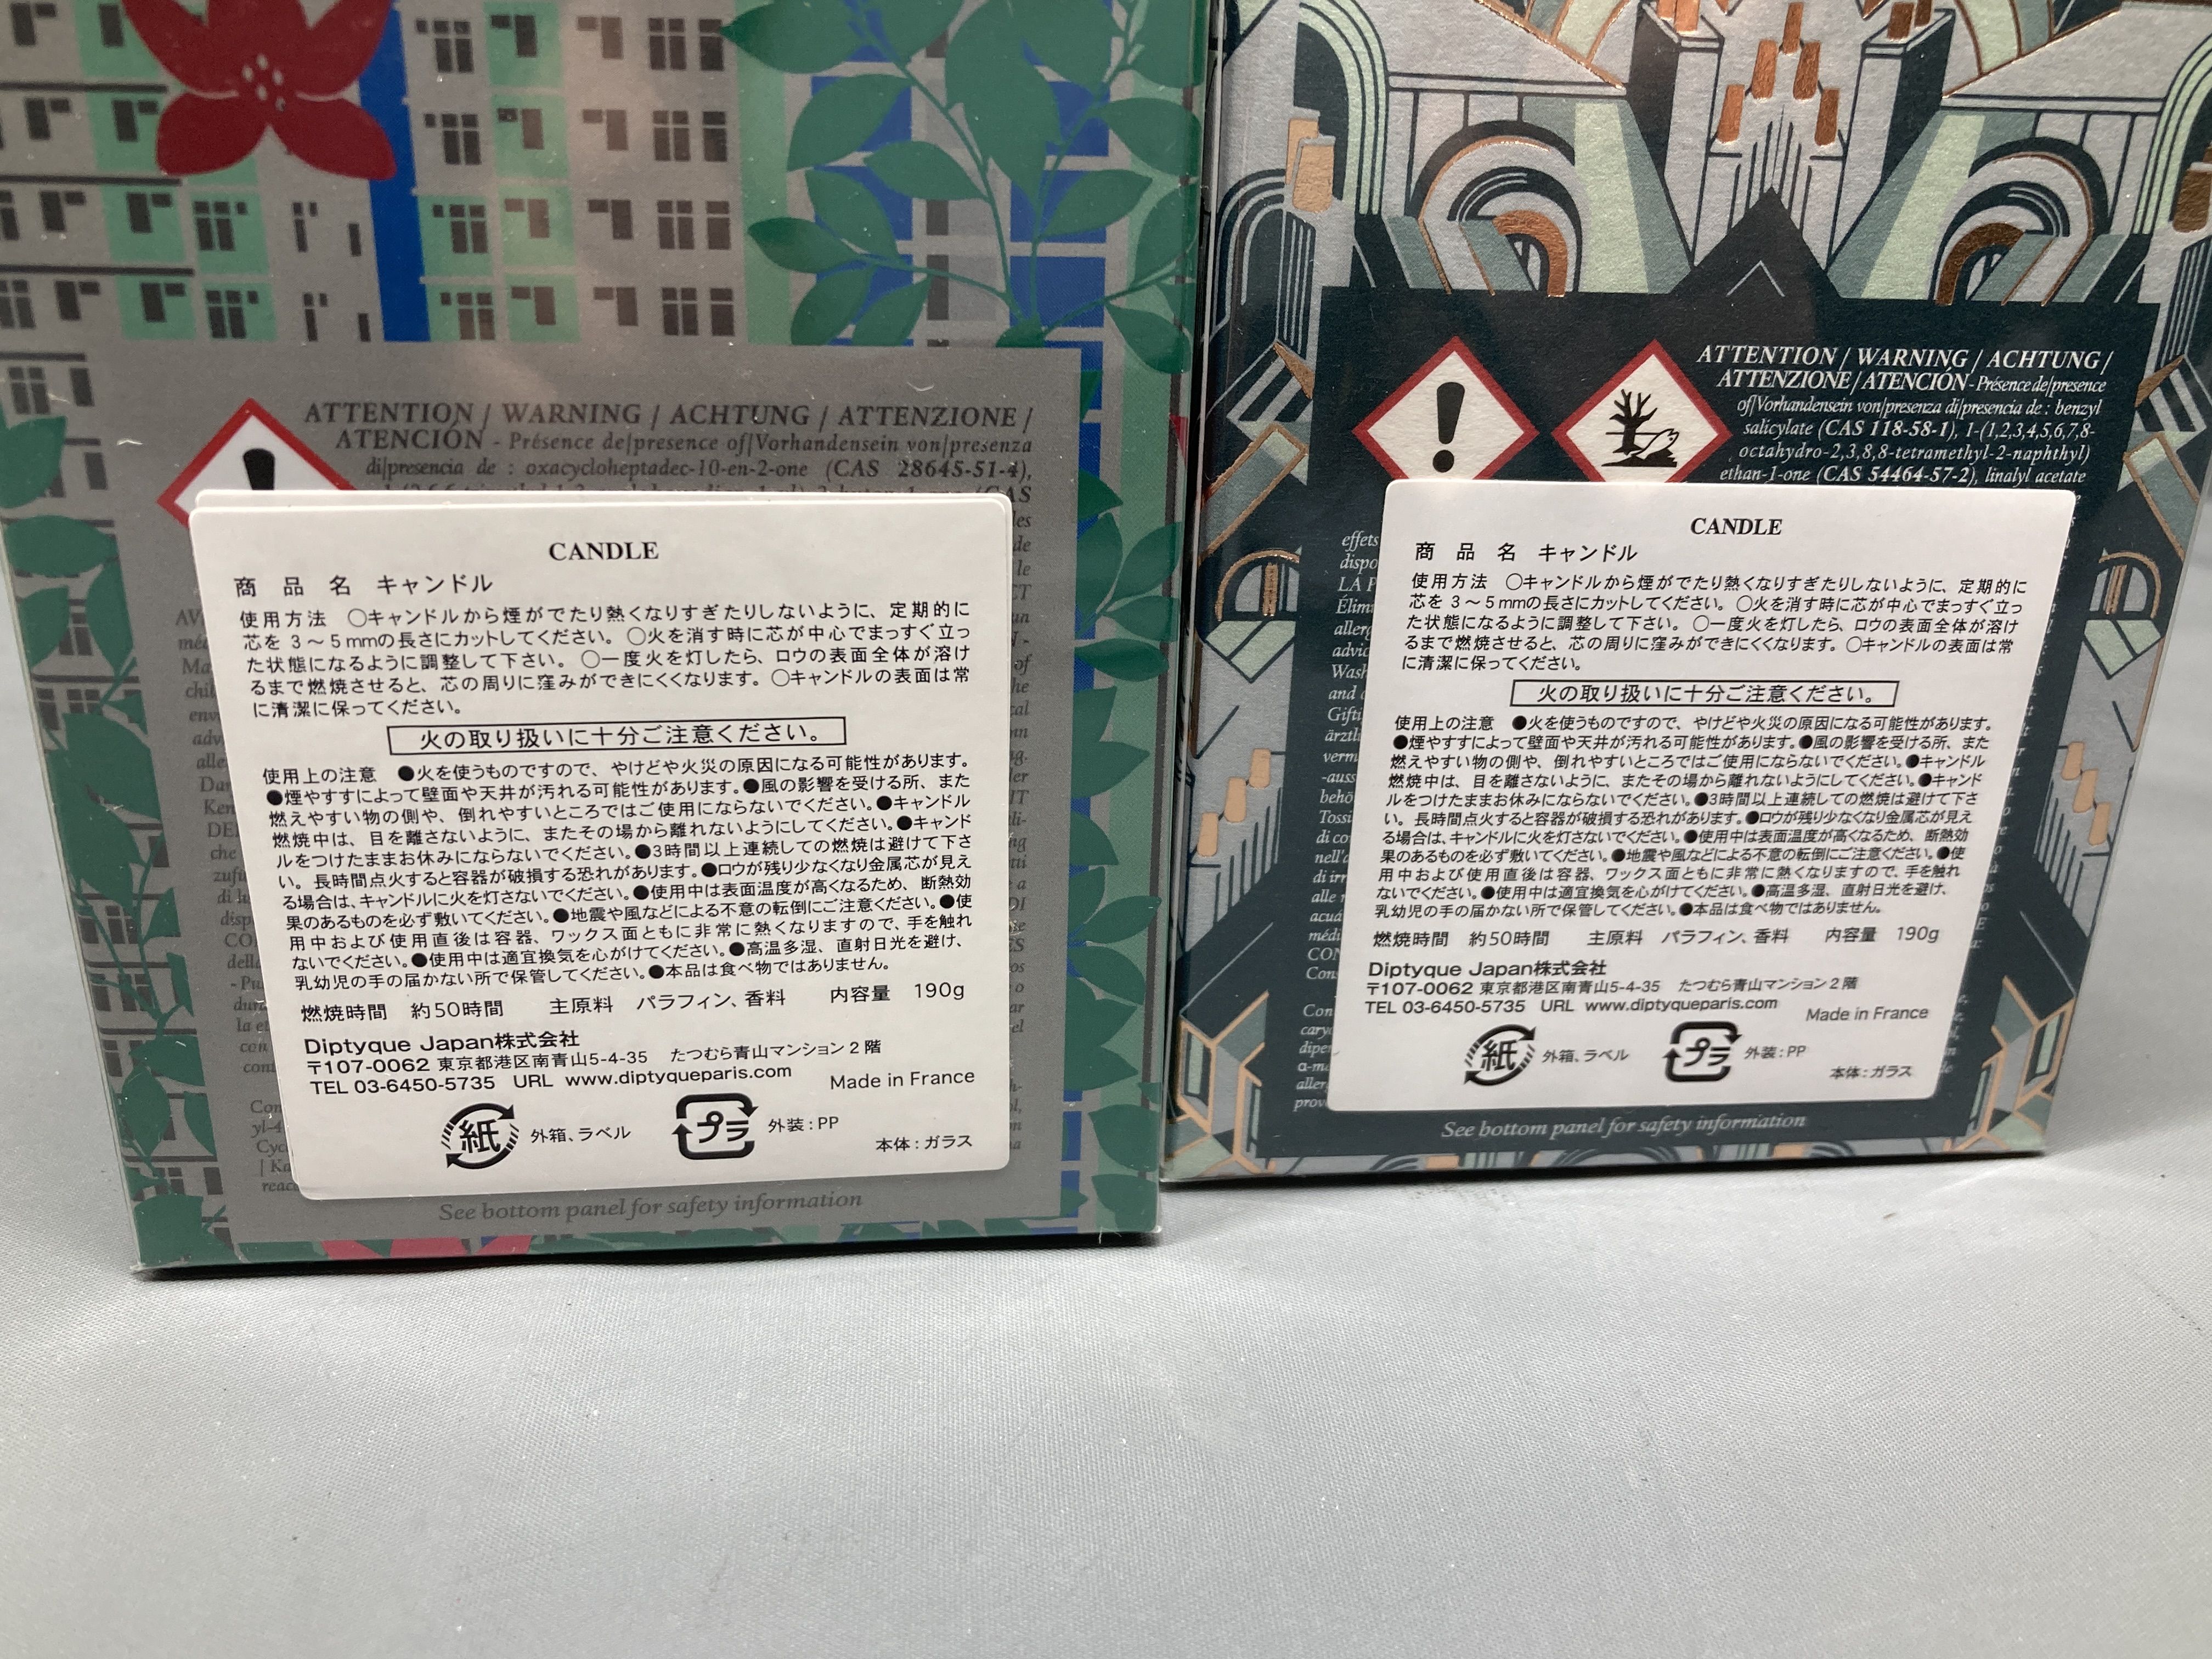 ATTENTION / WARNING / ACHTUNG / ATTENZIONE /
ATENCIÓN - Présence de/presence of/Vorhandensein von/presenza
di/presencia de : oxacycloheptadec-10-en-2-one (CAS 28645-51-4),
CANDLE
商品名 キャンドル
使用方法 ○キャンドルから煙がでたり熱くなりすぎたりしないように、定期的に
芯を3〜5mmの長さにカットしてください。○火を消す時に芯が中心でまっすぐ立っ
た状態になるように調整して下さい。○一度火を灯したら、ロウの表面全体が溶け
るまで燃焼させると、芯の周りに窪みができにくくなります。○キャンドルの表面は常
に清潔に保ってください。
火の取り扱いに十分ご注意ください。
使用上の注意 ●火を使うものですので、やけどや火災の原因になる可能性があります。
●煙やすすによって壁面や天井が汚れる可能性があります。●風の影響を受ける所、また
燃えやすい物の側や、倒れやすいところではご使用にならないでください。●キャンドル
燃焼中は、目を離さないように、またその場から離れないようにしてください。●キャンド
ルをつけたままお休みにならないでください。●3時間以上連続しての燃焼は避けて下さ
い。長時間点火すると容器が破損する恐れがあります。●ロウが残り少なくなり金属芯が見え
る場合は、キャンドルに火を灯さないでください。●使用中は表面温度が高くなるため、断熱効
果のあるものを必ず敷いてください。●地震や風などによる不意の転倒にご注意ください。●使
用中および使用直後は容器、ワックス面ともに非常に熱くなりますので、手を触れ
ないでください。●使用中は適宜換気を心がけてください。●高温多湿、直射日光を避け、
乳幼児の手の届かない所で保管してください。●本品は食べ物ではありません。
燃焼時間 約50時間 主原料 パラフィン、香料 内容量 190g
Diptyque Japan株式会社
〒107-0062 東京都港区南青山5-4-35 たつむら青山マンション2階
TEL 03-6450-5735 URL www.diptyqueparis.com
Made in France
紙 外箱、ラベル プラ 外装:PP
本体:ガラス
See bottom panel for safety information
ATTENTION / WARNING / ACHTUNG /
ATTENZIONE / ATENCIÓN - Présence de/presence
of/Vorhandensein von/presenza di/presencia de : benzyl
salicylate (CAS 118-58-1), 1-(1,2,3,4,5,6,7,8-
octahydro-2,3,8,8-tetramethyl-2-naphthyl)
ethan-1-one (CAS 54464-57-2), linalyl acetate
CANDLE
商品名 キャンドル
使用方法 ○キャンドルから煙がでたり熱くなりすぎたりしないように、定期的に
芯を3〜5mmの長さにカットしてください。○火を消す時に芯が中心でまっすぐ立っ
た状態になるように調整して下さい。○一度火を灯したら、ロウの表面全体が溶け
るまで燃焼させると、芯の周りに窪みができにくくなります。○キャンドルの表面は常
に清潔に保ってください。
火の取り扱いに十分ご注意ください。
使用上の注意 ●火を使うものですので、やけどや火災の原因になる可能性があります。
●煙やすすによって壁面や天井が汚れる可能性があります。●風の影響を受ける所、また
燃えやすい物の側や、倒れやすいところではご使用にならないでください。●キャンドル
燃焼中は、目を離さないように、またその場から離れないようにしてください。●キャンド
ルをつけたままお休みにならないでください。●3時間以上連続しての燃焼は避けて下さ
い。長時間点火すると容器が破損する恐れがあります。●ロウが残り少なくなり金属芯が見え
る場合は、キャンドルに火を灯さないでください。●使用中は表面温度が高くなるため、断熱効
果のあるものを必ず敷いてください。●地震や風などによる不意の転倒にご注意ください。●使
用中および使用直後は容器、ワックス面ともに非常に熱くなりますので、手を触れ
ないでください。●使用中は適宜換気を心がけてください。●高温多湿、直射日光を避け、
乳幼児の手の届かない所で保管してください。●本品は食べ物ではありません。
燃焼時間 約50時間 主原料 パラフィン、香料 内容量 190g
Diptyque Japan株式会社
〒107-0062 東京都港区南青山5-4-35 たつむら青山マンション2階
TEL 03-6450-5735 URL www.diptyqueparis.com
Made in France
紙 外箱、ラベル プラ 外装:PP
本体:ガラス
See bottom panel for safety information